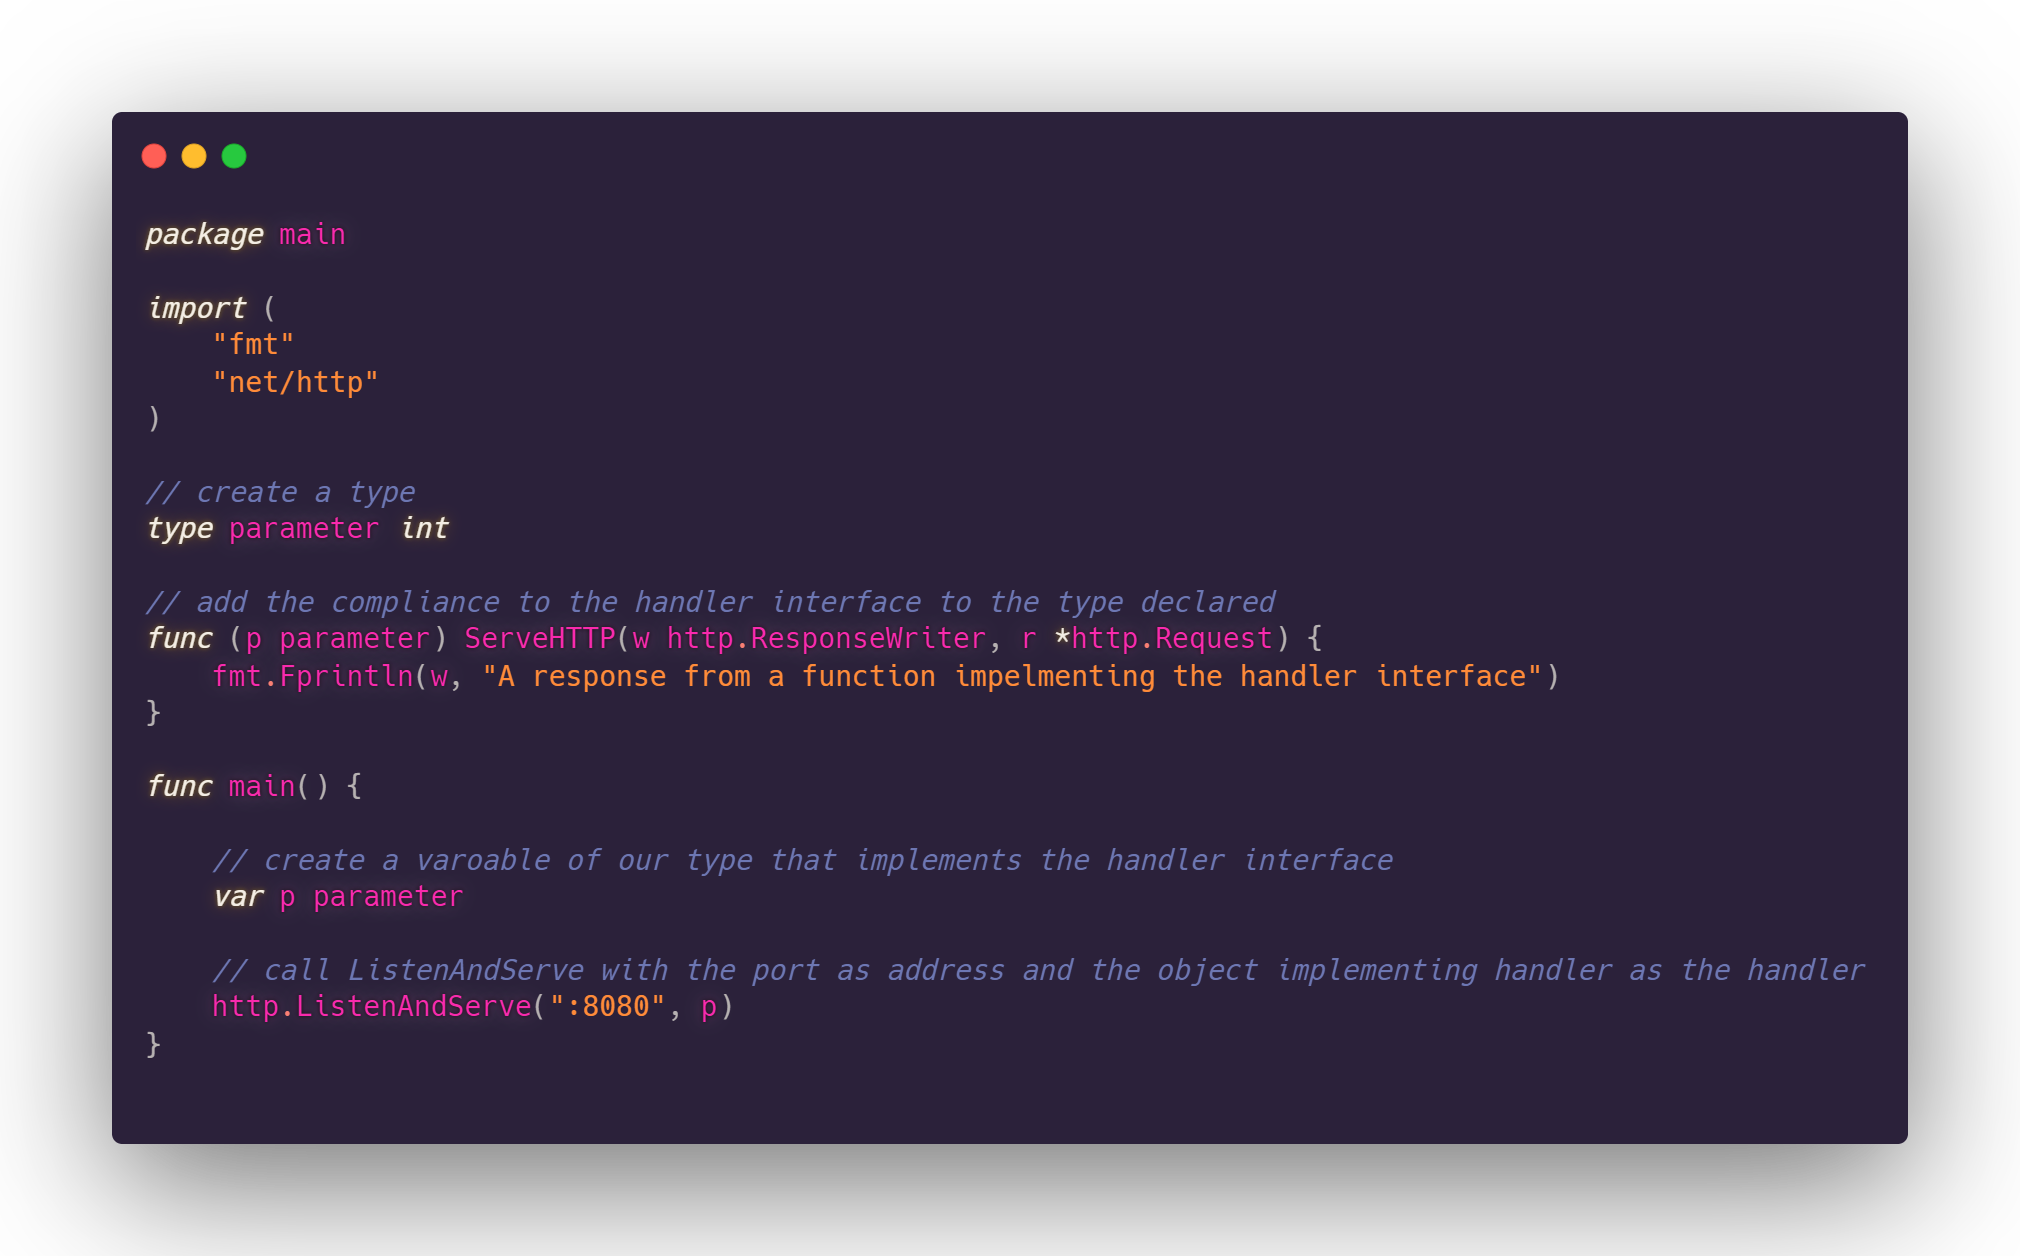 package main

import (
    "fmt"
    "net/http"
)

// create a type
type parameter int

// add the compliance to the handler interface to the type declared
func (p parameter) ServeHTTP(w http.ResponseWriter, r *http.Request) {
    fmt.Fprintln(w, "A response from a function impelmenting the handler interface")
}

func main() {

    // create a varoable of our type that implements the handler interface
    var p parameter

    // call ListenAndServe with the port as address and the object implementing handler as the handler
    http.ListenAndServe(":8080", p)
}